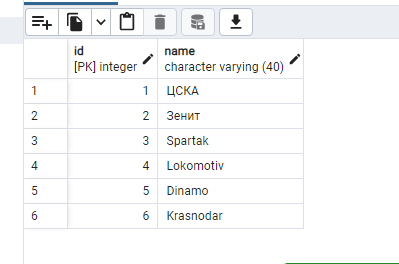 id name
[PK] integer character varying (40)
1 1 ЦСКА
2 2 Зенит
3 3 Spartak
4 4 Lokomotiv
5 5 Dinamo
6 6 Krasnodar